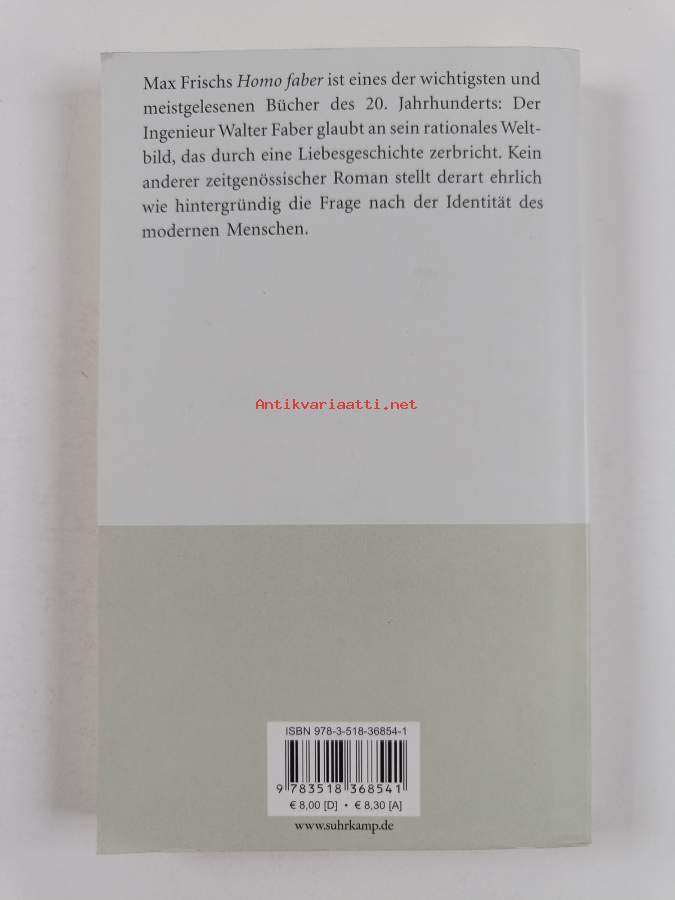 Max Frischs Homo faber ist eines der wichtigsten und
meistgelesenen Bücher des 20. Jahrhunderts: Der
Ingenieur Walter Faber glaubt an sein rationales Welt-
bild, das durch eine Liebesgeschichte zerbricht. Kein
anderer zeitgenössischer Roman stellt derart ehrlich
wie hintergründig die Frage nach der Identität des
modernen Menschen.
Antikvariaatti.net
ISBN 978-3-518-36854-1
9 783518 368541
€ 8,00 [D] • € 8,30 [A]
www.suhrkamp.de